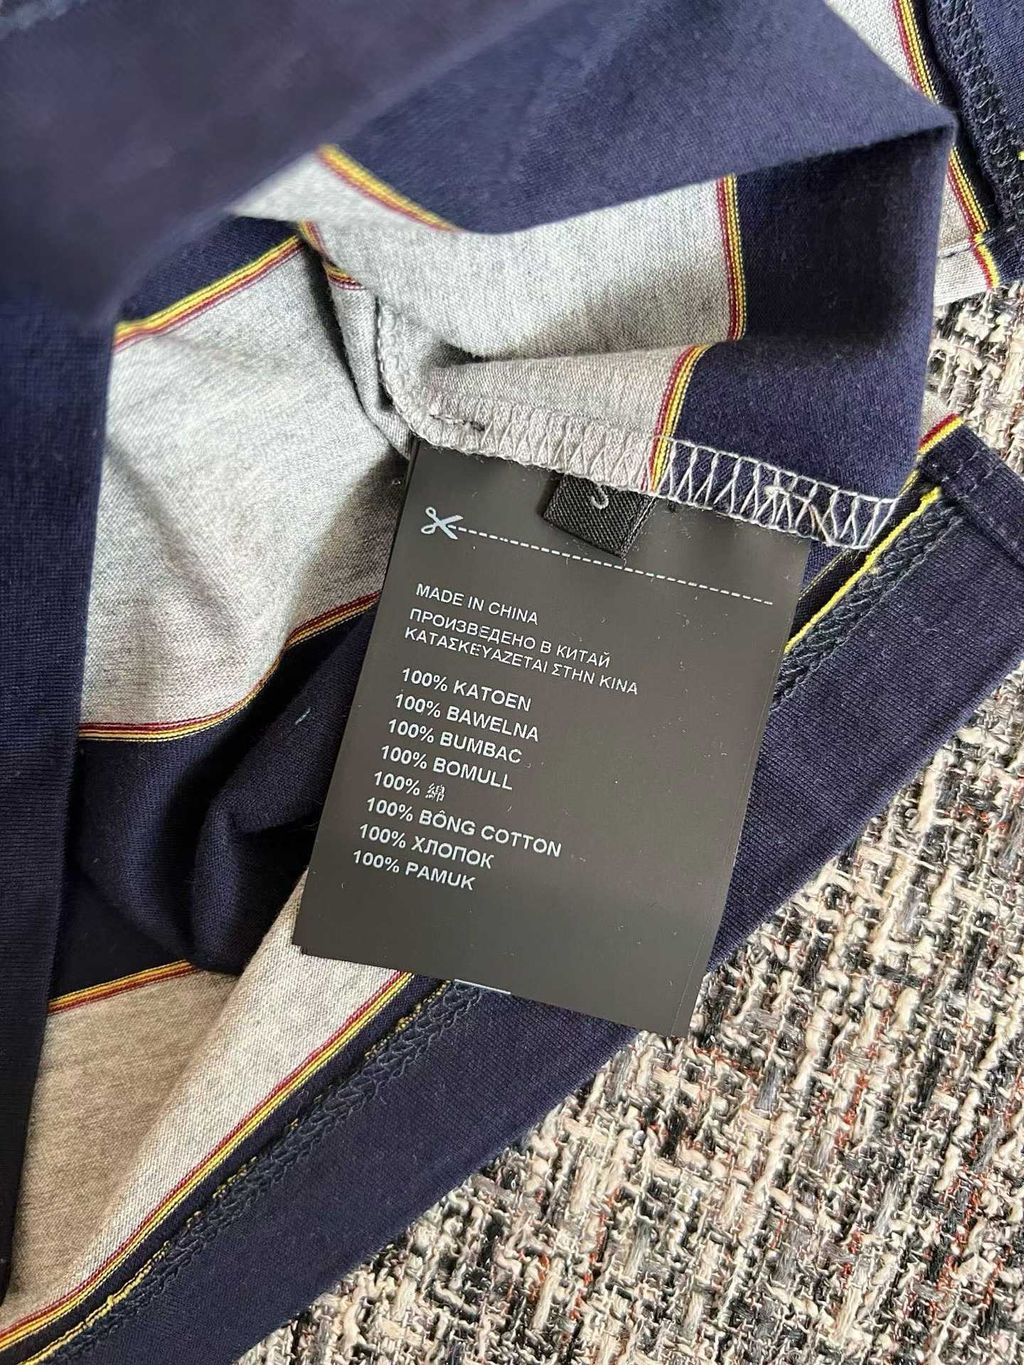 S
MADE IN CHINA
ПРОИЗВЕДЕНО В КИТАЙ
ΚΑΤΑΣΚΕΥΑΖΕΤΑΙ ΣΤΗΝ ΚΙΝΑ
100% KATOEN
100% BAWELNA
100% BUMBAC
100% BOMULL
100% 綿
100% BÔNG COTTON
100% ХЛОПОК
100% PAMUK